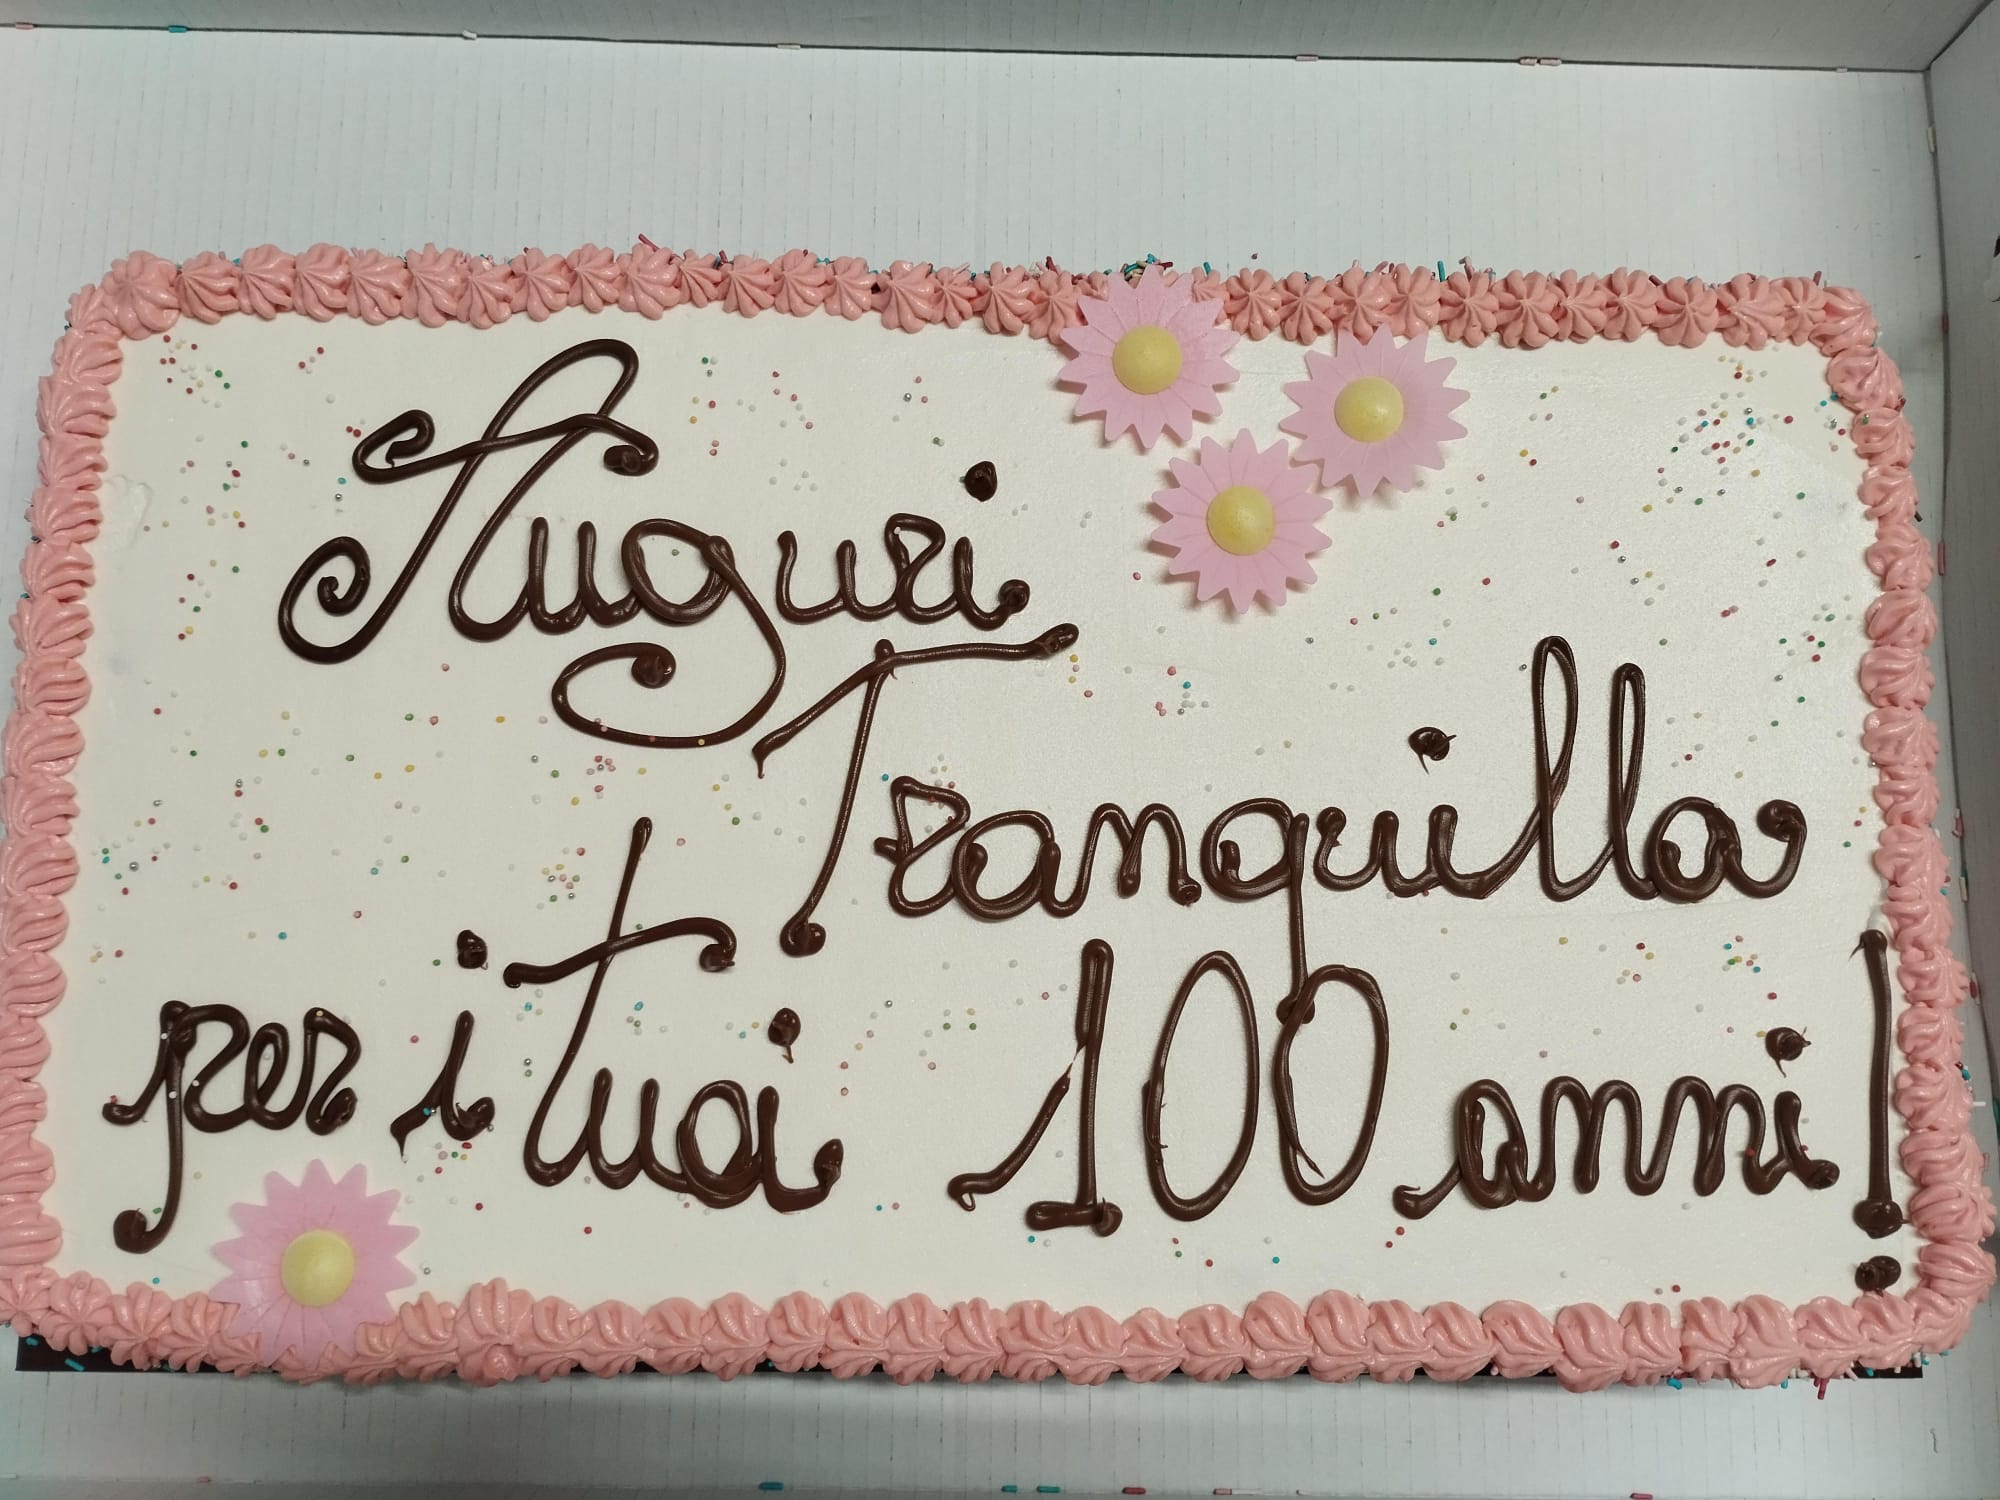 Auguri
Tranquilla
per i tuoi 100 anni!